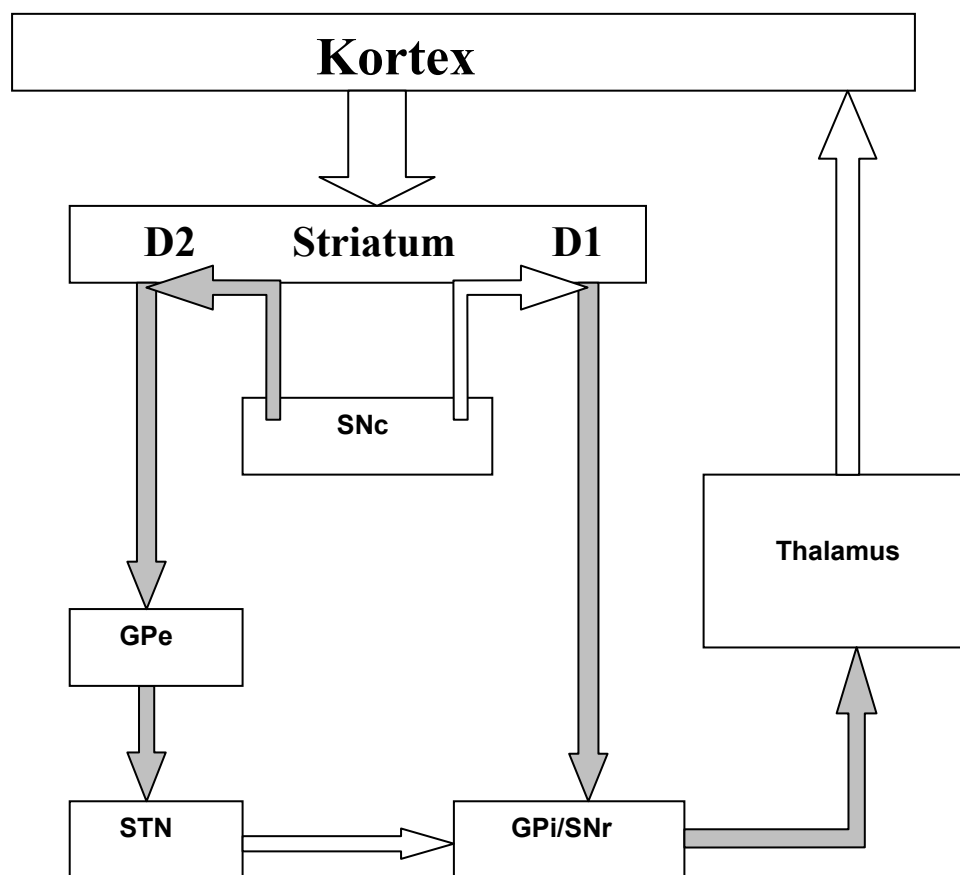 Kortex
D2 Striatum D1
SNc
Thalamus
GPe
STN
GPi/SNr